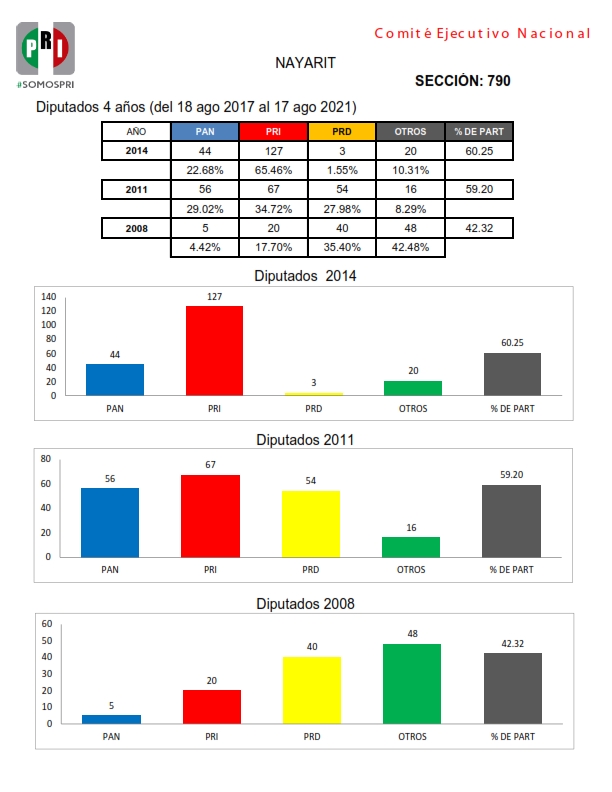 Comité Ejecutivo Nacional
PRI
#SOMOSPRI
NAYARIT
SECCIÓN: 790
Diputados 4 años (del 18 ago 2017 al 17 ago 2021)
AÑO PAN PRI PRD OTROS % DE PART
2014 44 127 3 20 60.25
22.68% 65.46% 1.55% 10.31%
2011 56 67 54 16 59.20
29.02% 34.72% 27.98% 8.29%
2008 5 20 40 48 42.32
4.42% 17.70% 35.40% 42.48%
Diputados 2014
140
120
100
80
60
40
20
0
44 127 3 20 60.25
PAN PRI PRD OTROS % DE PART
Diputados 2011
80
60
40
20
0
56 67 54 16 59.20
PAN PRI PRD OTROS % DE PART
Diputados 2008
60
50
40
30
20
10
0
5 20 40 48 42.32
PAN PRI PRD OTROS % DE PART